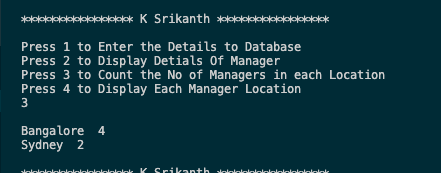 **************** K Srikanth ****************
Press 1 to Enter the Details to Database
Press 2 to Display Detials Of Manager
Press 3 to Count the No of Managers in each Location
Press 4 to Display Each Manager Location
3
Bangalore  4
Sydney  2
**************** K Srikanth ****************